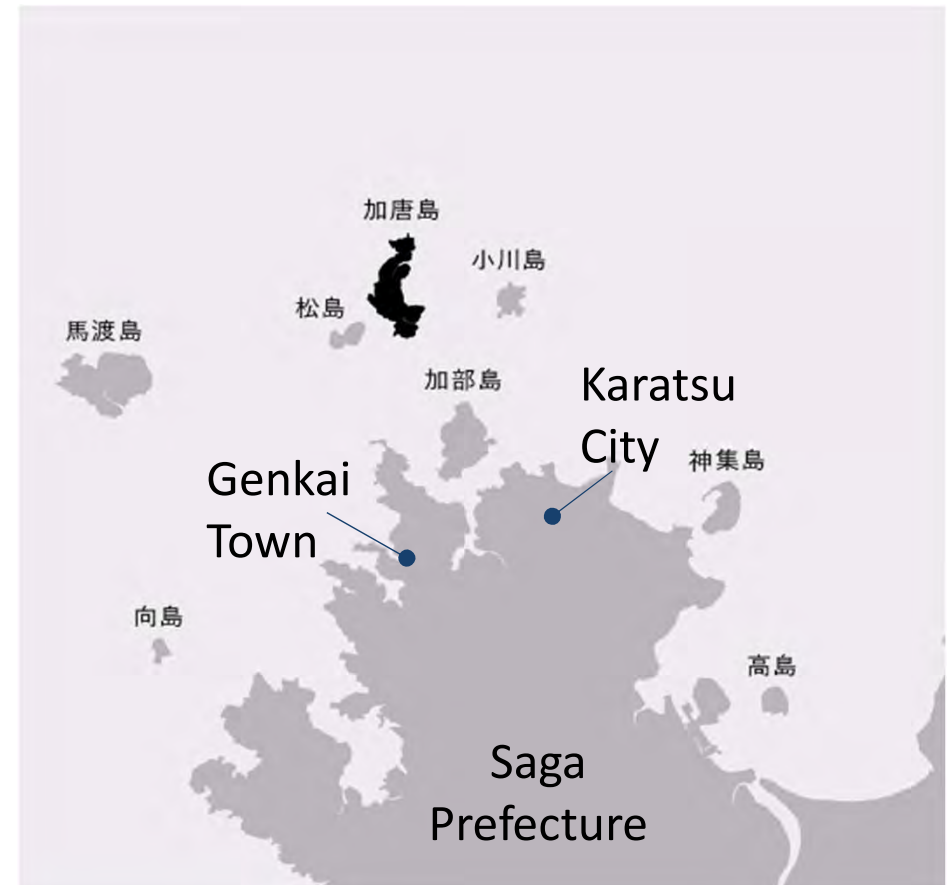 加唐島
小川島
松島
馬渡島
加部島
Karatsu
City
神集島
Genkai
Town
向島
高島
Saga
Prefecture